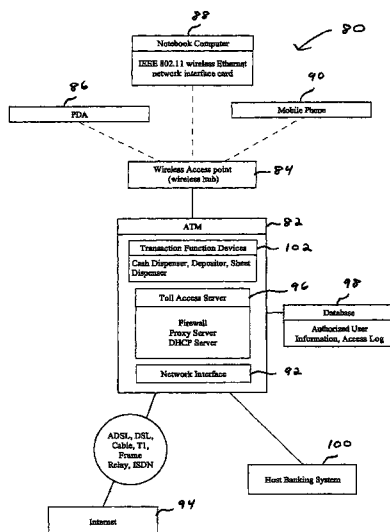 88
Notebook Computer
80
IEEE 802.11 wireless Ethernet
network interface card
86
90
PDA
Mobile Phone
Wireless Access point
(wireless hub)
84
82
ATM
Transaction Function Devices
102
Cash Dispenser, Depositor, Sheet
Dispenser
96
Toll Access Server
98
Firewall
Proxy Server
DHCP Server
Database
Authorized User
Information, Access Log
Network Interface
92
ADSL, DSL,
Cable, T1,
Frame
Relay, ISDN
100
Host Banking System
94
Internet